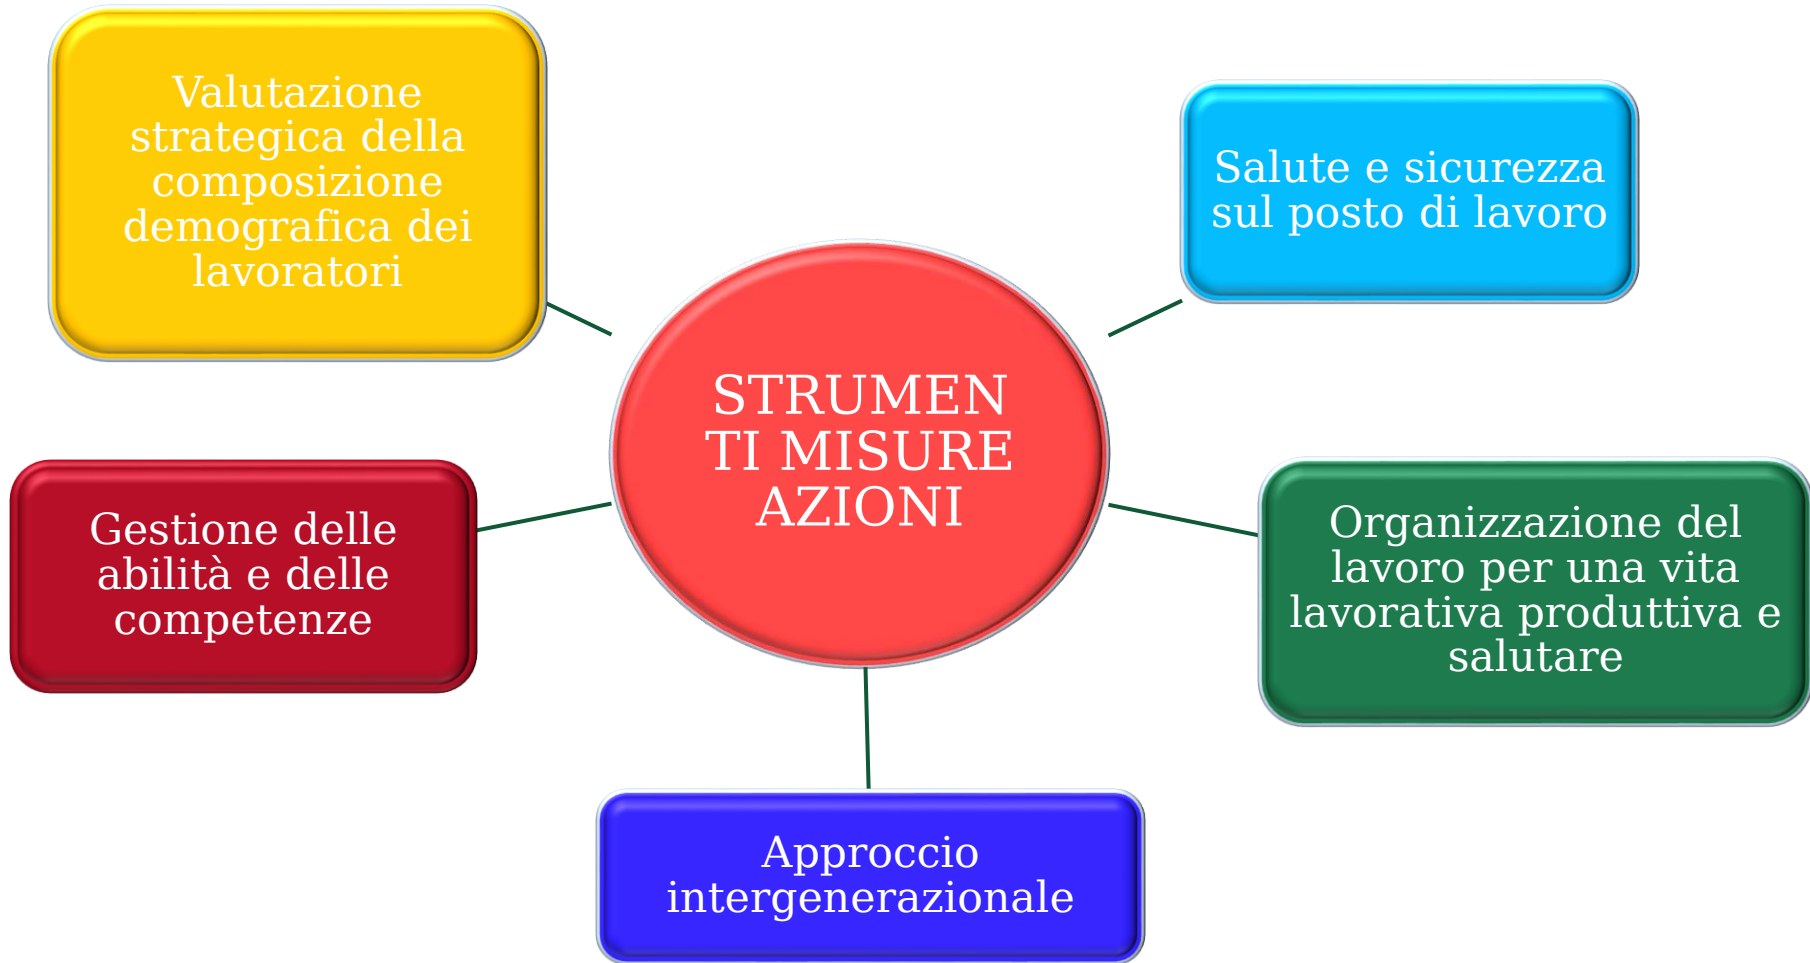 Valutazione
strategica della
composizione
demografica dei
lavoratori
Salute e sicurezza
sul posto di lavoro
STRUMEN
TI MISURE
AZIONI
Gestione delle
abilità e delle
competenze
Organizzazione del
lavoro per una vita
lavorativa produttiva e
salutare
Approccio
intergenerazionale